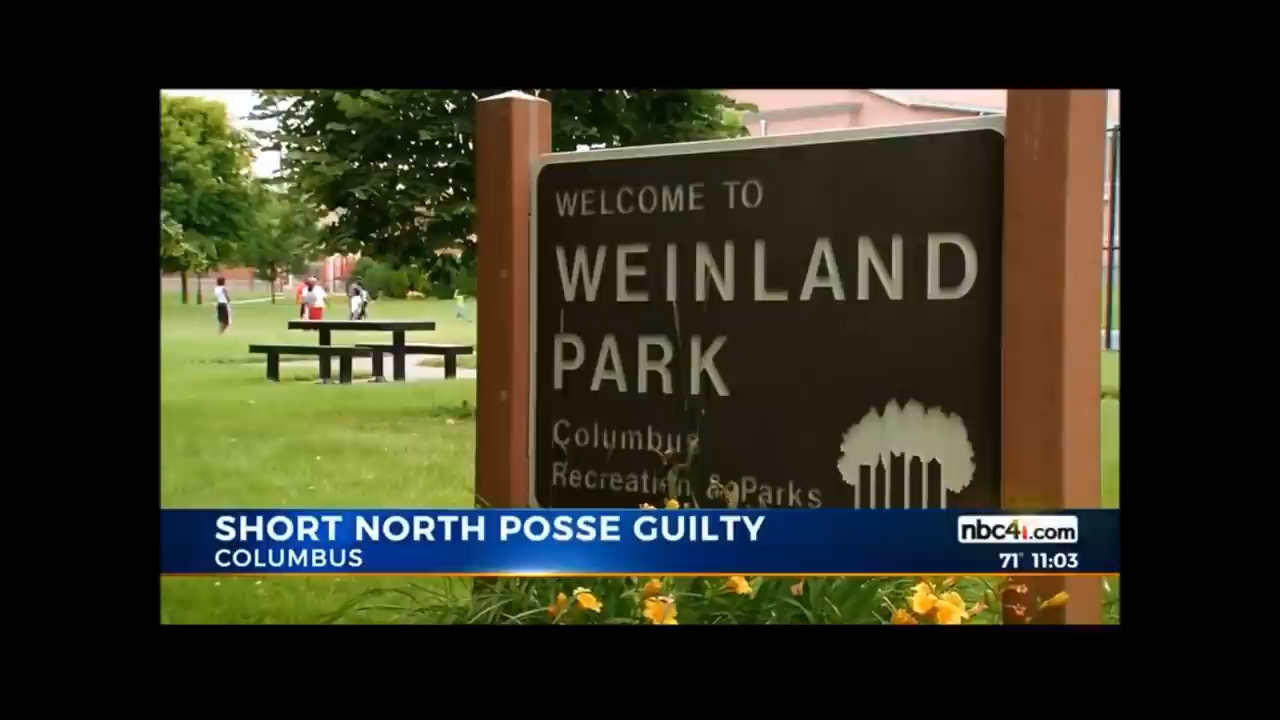 WELCOME TO
WEINLAND
PARK
Columbus
Recreation & Parks
SHORT NORTH POSSE GUILTY
COLUMBUS
nbc4i.com
71° 11:03